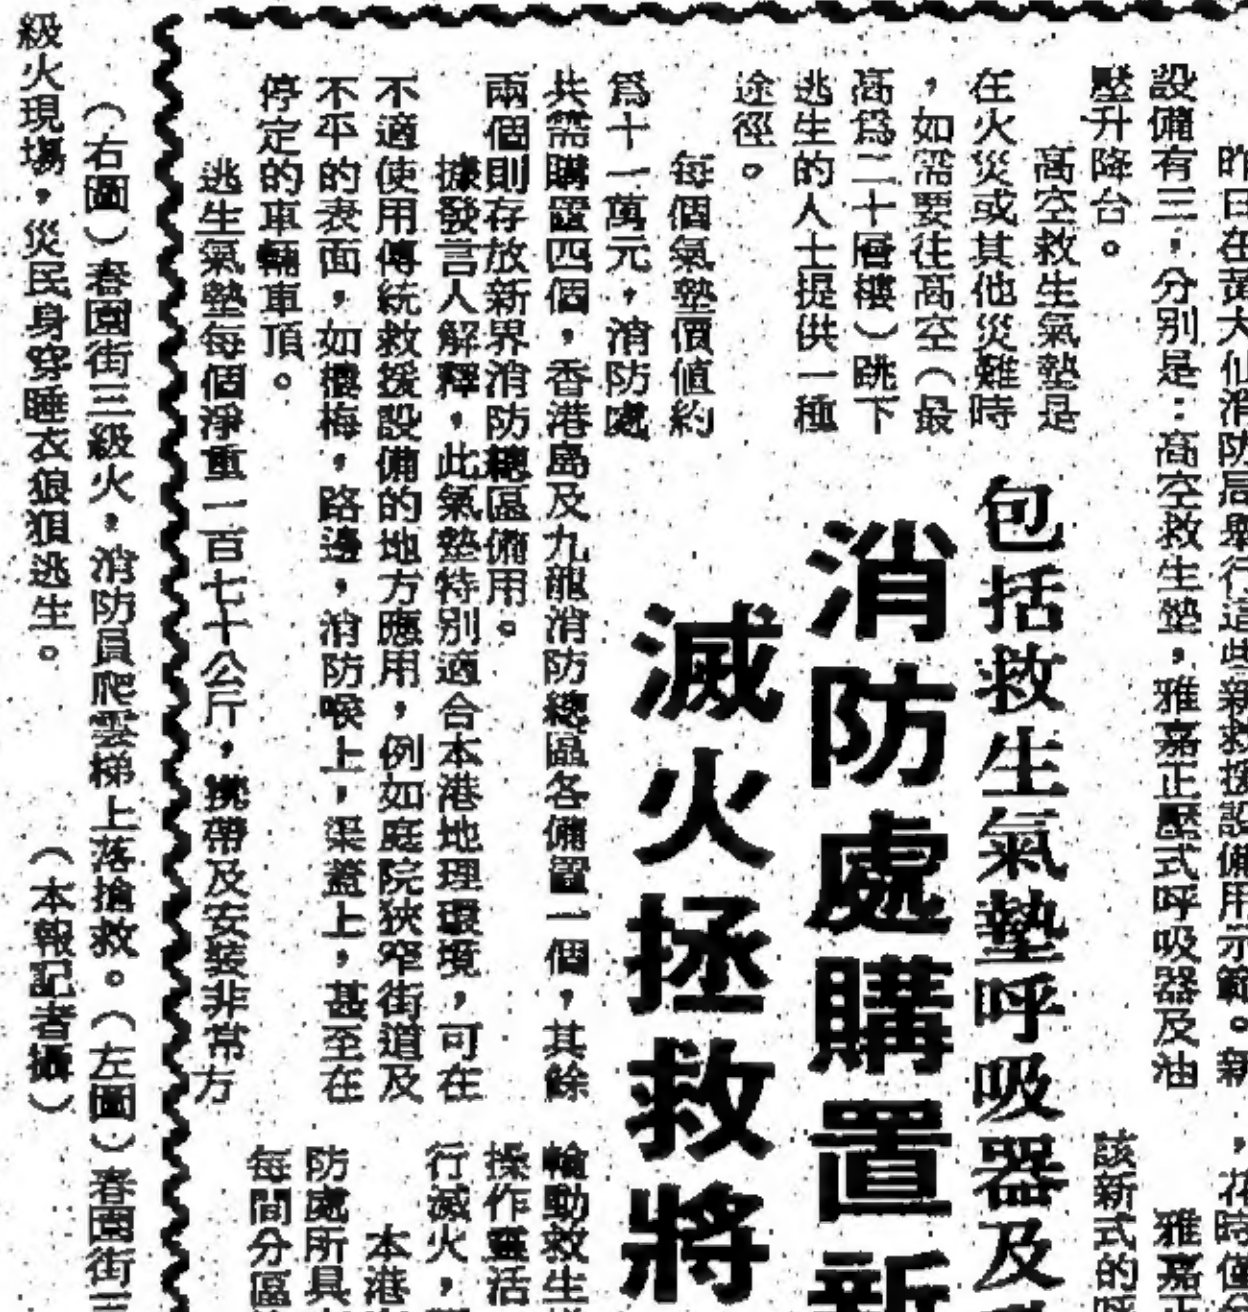 包括救生氣墊呼吸器及
消防處購置新
滅火拯救將
昨日在黃大仙消防局舉行這些新救援設備用示範。新
設備有三,分別是:高空救生墊,雅嘉正壓式呼吸器及油
壓升降台。
高空救生氣墊是
在火災或其他災難時
,如需要往高空(最
高爲二十層樓)跳下
逃生的人士提供一種
途徑。
每個氣墊價値約
爲十一萬元,消防處
共需購置四個,香港島及九龍消防總區各備置一個,其餘
兩個則存放新界消防總區備用。
據發言人解釋,此氣墊特別適合本港地理環境,可在
不適使用傳統救援設備的地方應用,例如庭院狹窄街道及
不平的表面,如樓梅,路邊,消防喉上,渠蓋上,甚至在
停定的車輛車頂。
逃生氣墊每個淨重一百七十公斤,携帶及安裝非常方
,花時僅
雅嘉正
該新式的呼
輪動救生
操作靈活
行滅火,
本港
防處所具
每間分區
(右圖)春園街三級火,消防員爬雲梯上落搶救。(左圖)春園街三
級火現場,災民身穿睡衣狼狽逃生。 (本報記者攝)